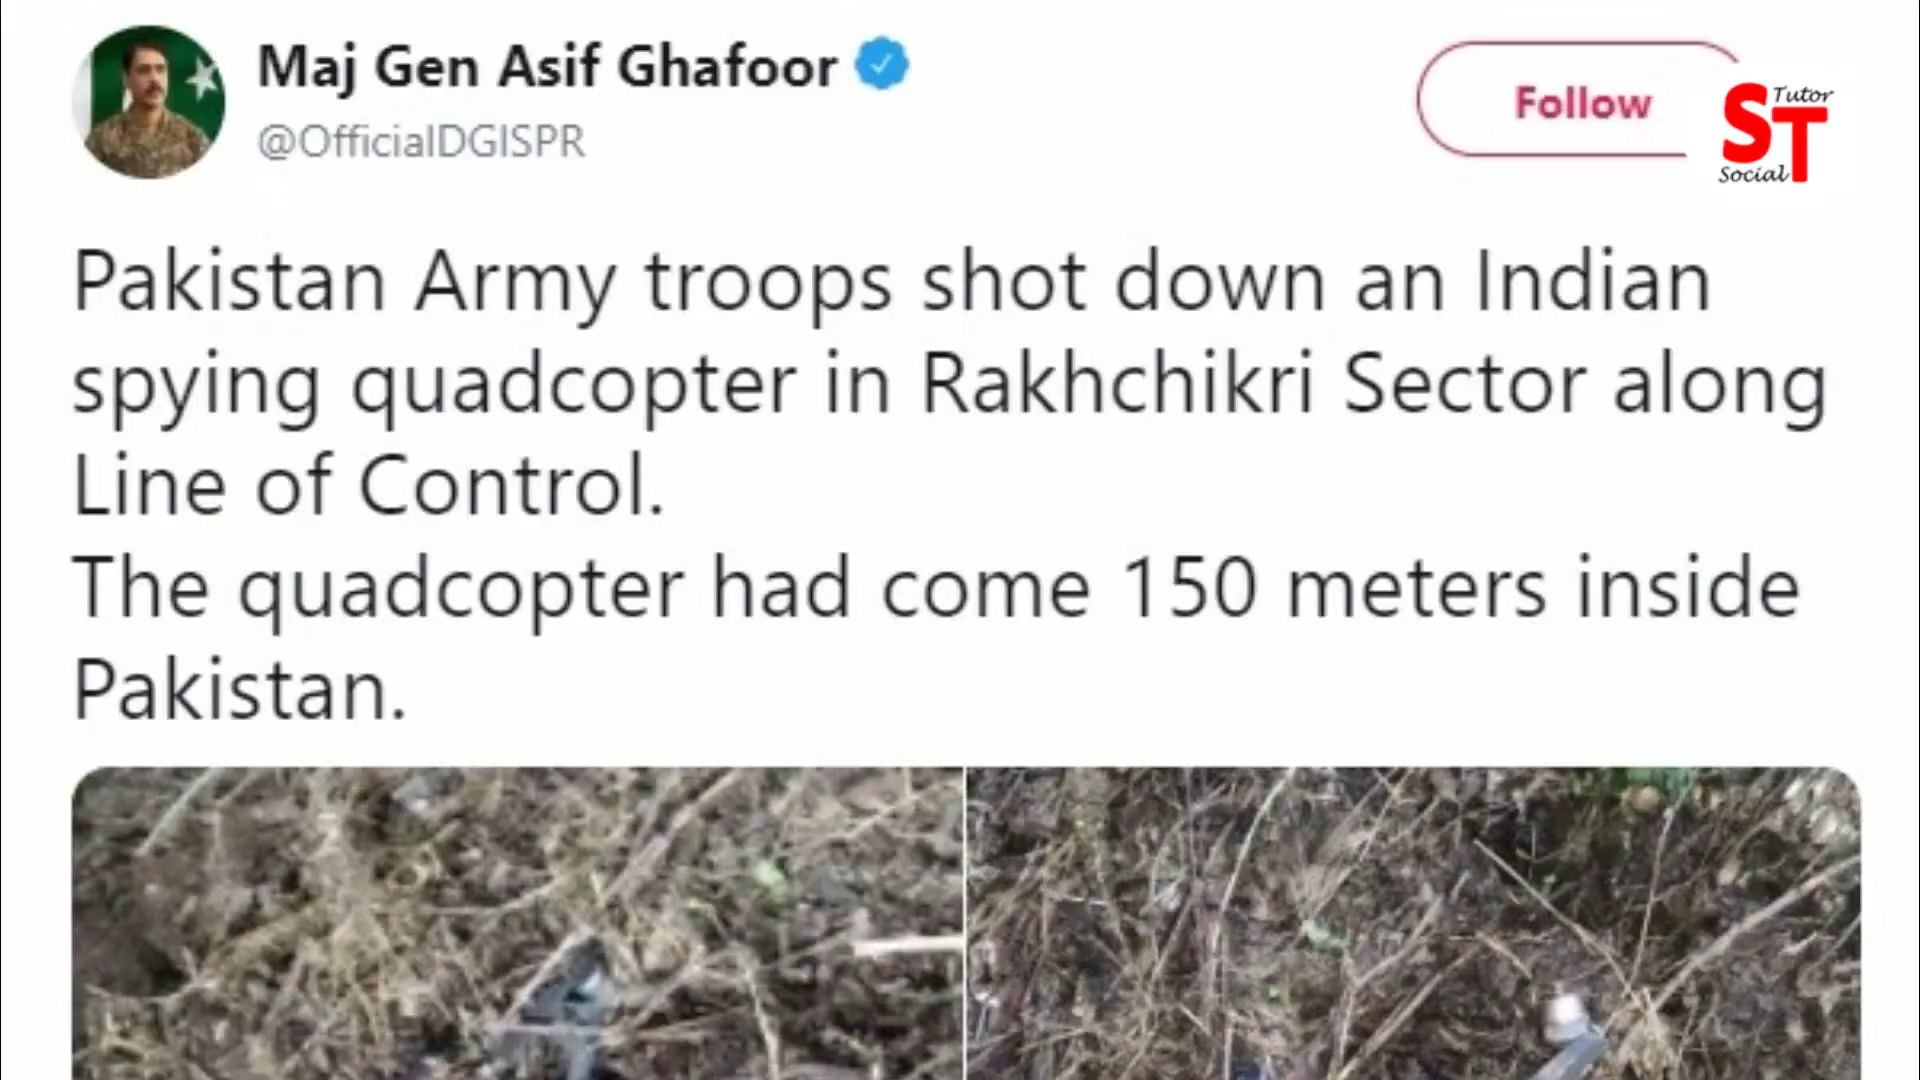 Maj Gen Asif Ghafoor
@OfficialDGISPR
Follow
Tutor
ST
Social
Pakistan Army troops shot down an Indian
spying quadcopter in Rakhchikri Sector along
Line of Control.
The quadcopter had come 150 meters inside
Pakistan.